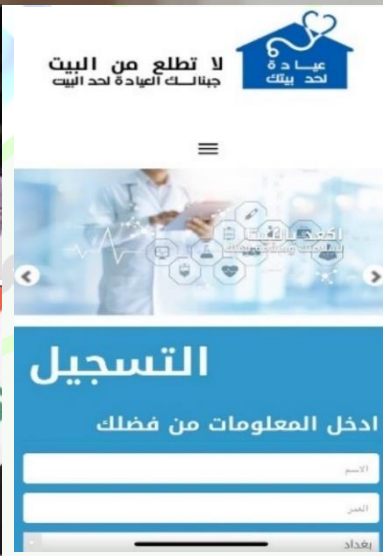 عيادة
لحد بيتك
لا تطلع من البيت
جبنالك العيادة لحد البيت
التسجيل
ادخل المعلومات من فضلك
الاسم
العمر
بغداد